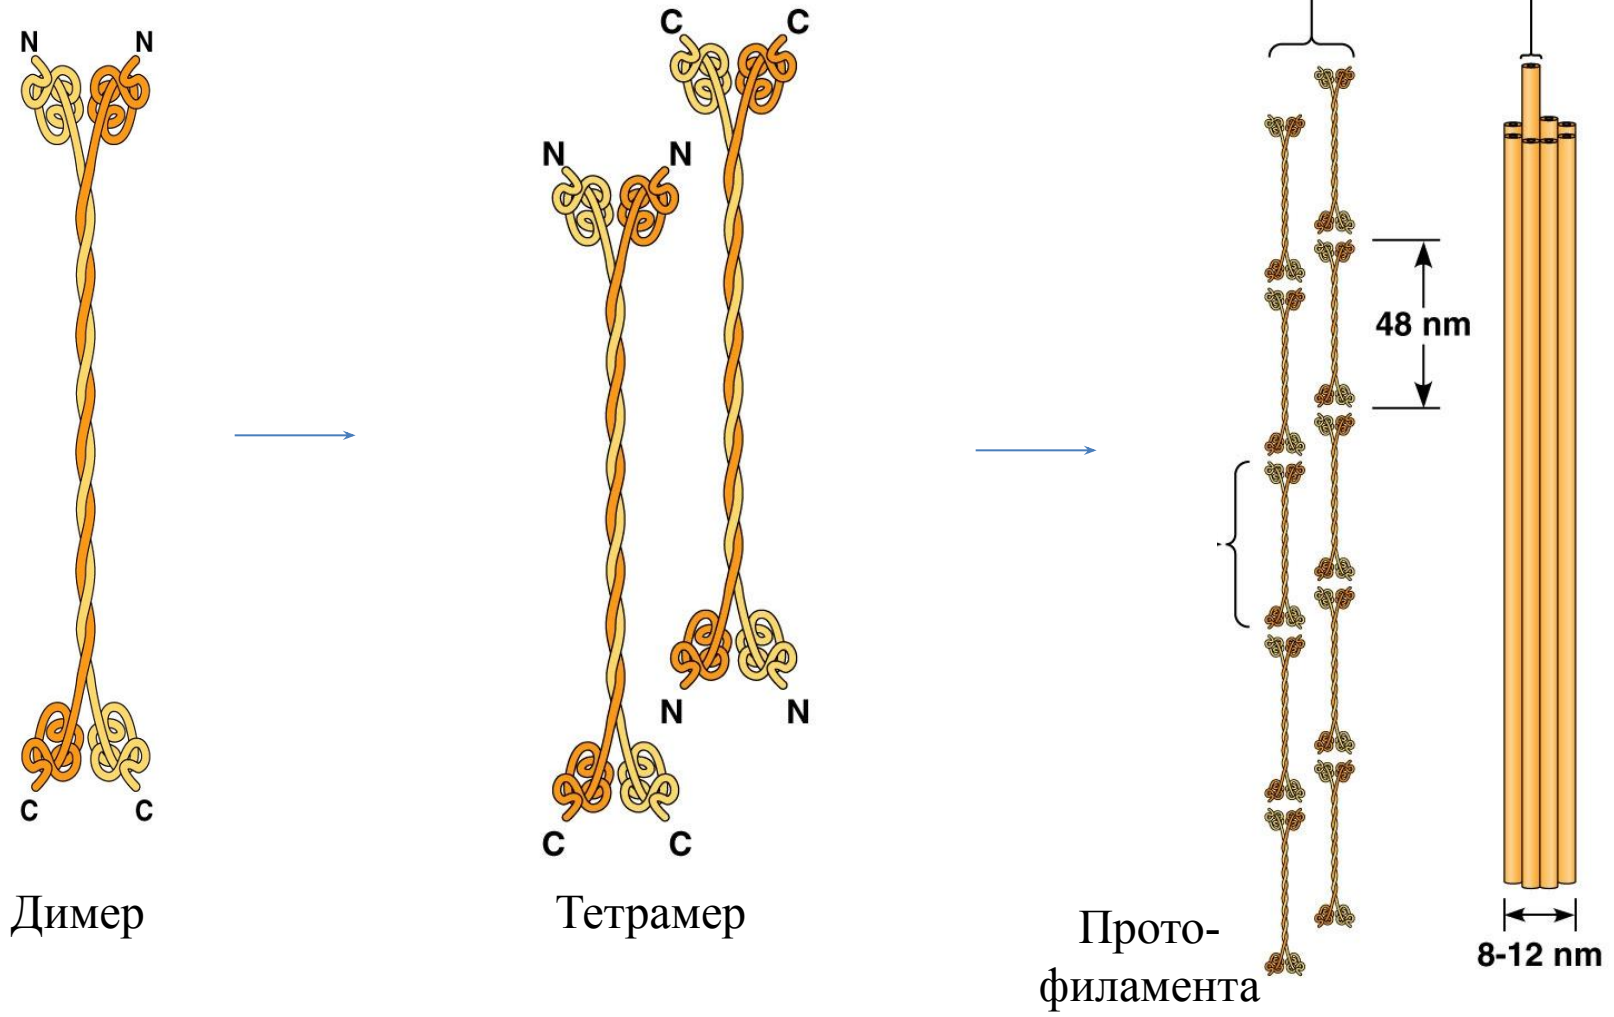 N N
C C
Димер
C C
N N
N N
C C
Тетрамер
48 nm
Прото-
филамента
8-12 nm